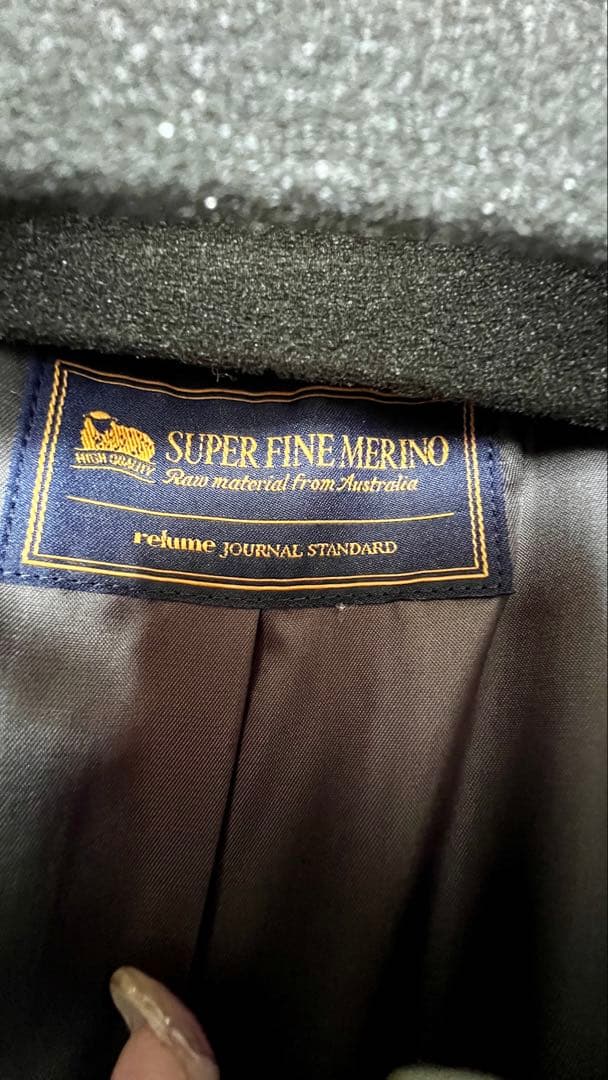 HIGH QUALITY
SUPER FINE MERINO
Raw material from Australia
relume JOURNAL STANDARD